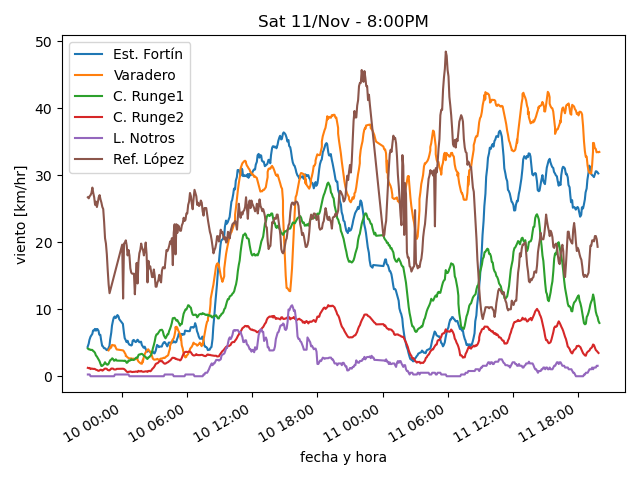 Sat 11/Nov - 8:00PM
50
40
30
20
10
0
viento [km/hr]
Est. Fortín
Varadero
C. Runge1
C. Runge2
L. Notros
Ref. López
10 00:00
10 06:00
10 12:00
10 18:00
11 00:00
11 06:00
11 12:00
11 18:00
fecha y hora